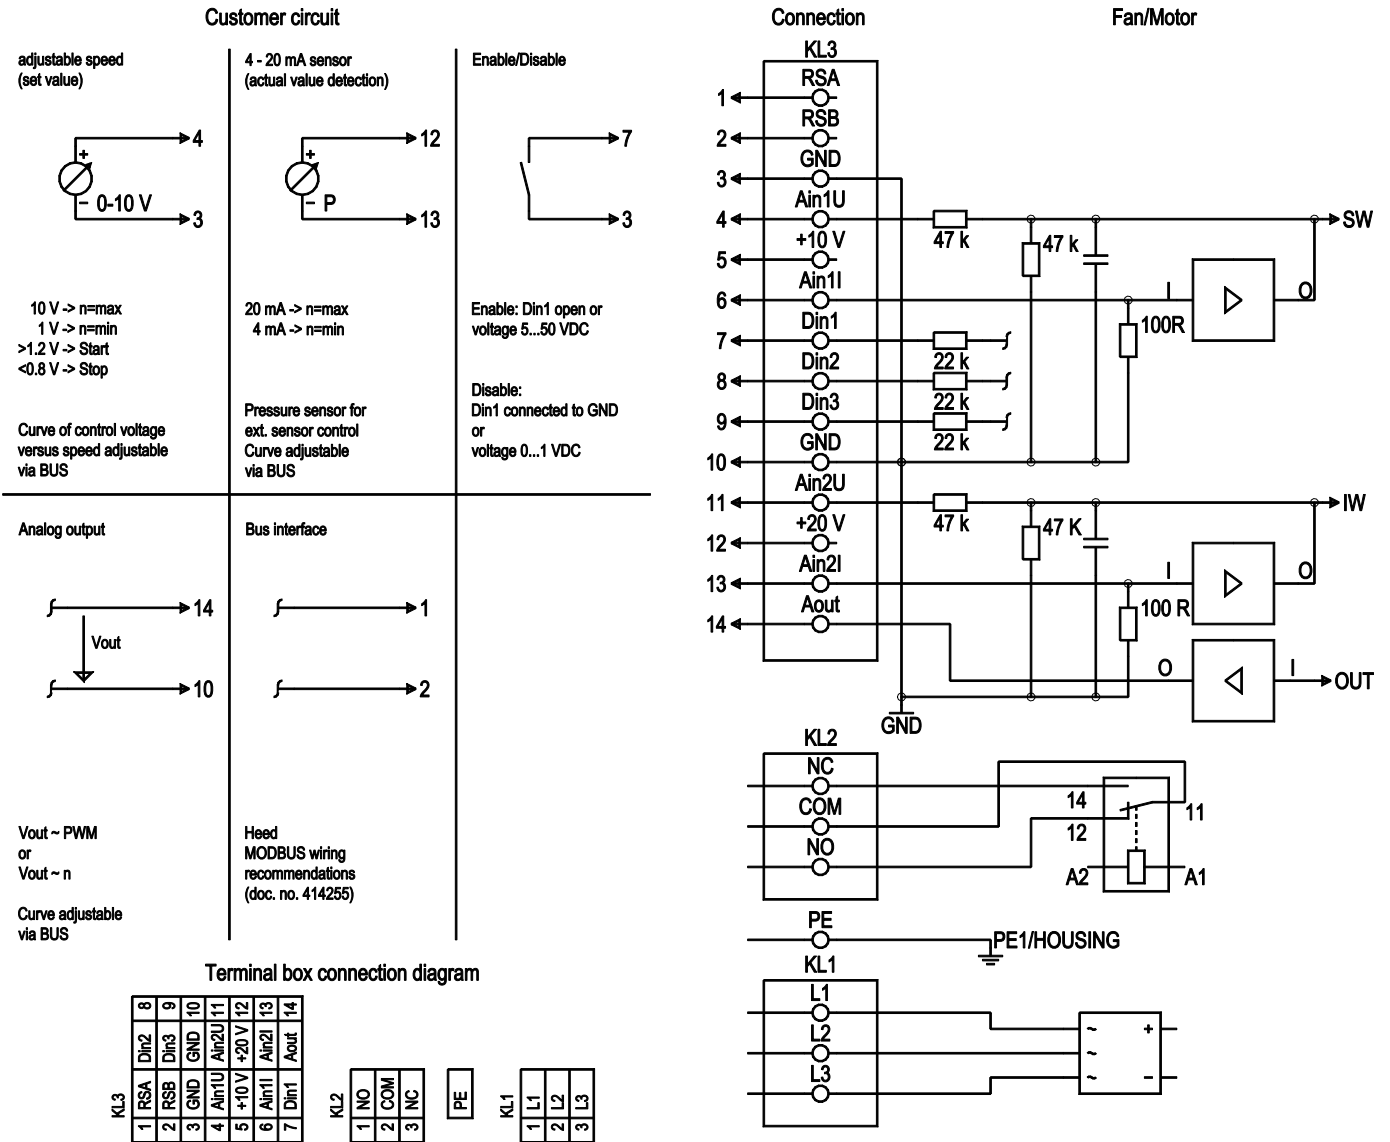 Customer circuit
adjustable speed
(set value)
4
+
0-10 V
−
3
10 V -> n=max
1 V -> n=min
>1.2 V -> Start
<0.8 V -> Stop
Curve of control voltage
versus speed adjustable
via BUS
4 - 20 mA sensor
(actual value detection)
12
+
P
−
13
20 mA -> n=max
4 mA -> n=min
Pressure sensor for
ext. sensor control
Curve adjustable
via BUS
Enable/Disable
7
3
Enable: Din1 open or
voltage 5...50 VDC
Disable:
Din1 connected to GND
or
voltage 0...1 VDC
Analog output
14
Vout
10
Vout ~ PWM
or
Vout ~ n
Curve adjustable
via BUS
Bus interface
1
2
Heed
MODBUS wiring
recommendations
(doc. no. 414255)
Connection
Fan/Motor
KL3
RSA
1
RSB
2
GND
3
Ain1U
4
47 k
47 k
SW
+10 V
5
Ain1I
6
I
O
100R
Din1
7
22 k
Din2
8
22 k
Din3
9
22 k
GND
10
Ain2U
11
47 k
47 K
IW
+20 V
12
Ain2I
13
I
O
100 R
Aout
14
O
I
OUT
GND
KL2
NC
COM
NO
14
12
11
A2
A1
PE
PE1/HOUSING
KL1
L1
L2
L3
~
~
~
+
−
Terminal box connection diagram
KL3
1 RSA Din2 8
2 RSB Din3 9
3 GND GND 10
4 Ain1U Ain2U 11
5 +10 V +20 V 12
6 Ain1I Ain2I 13
7 Din1 Aout 14
KL2
1 NO
2 COM
3 NC
PE
KL1
1 L1
2 L2
3 L3